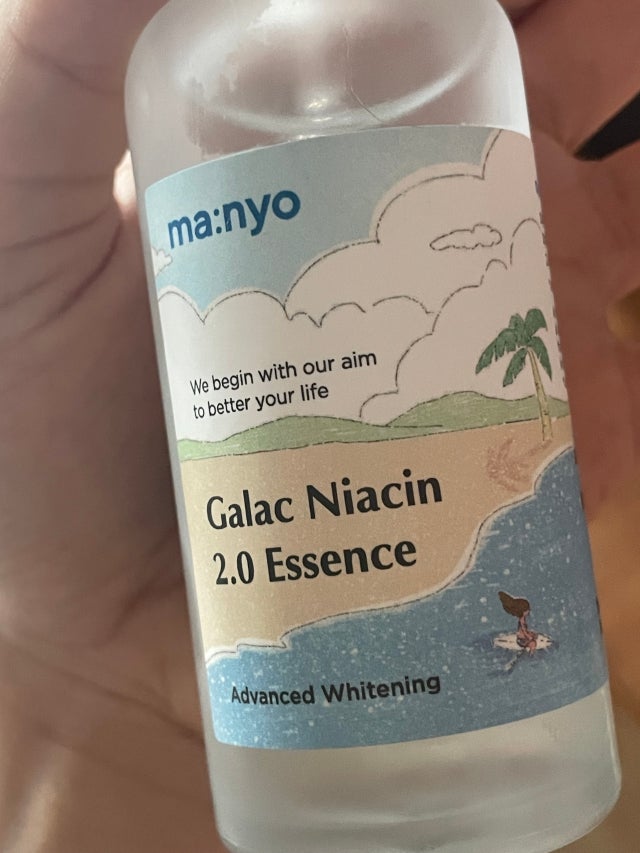 ma:nyo
We begin with our aim
to better your life
Galac Niacin
2.0 Essence
Advanced Whitening